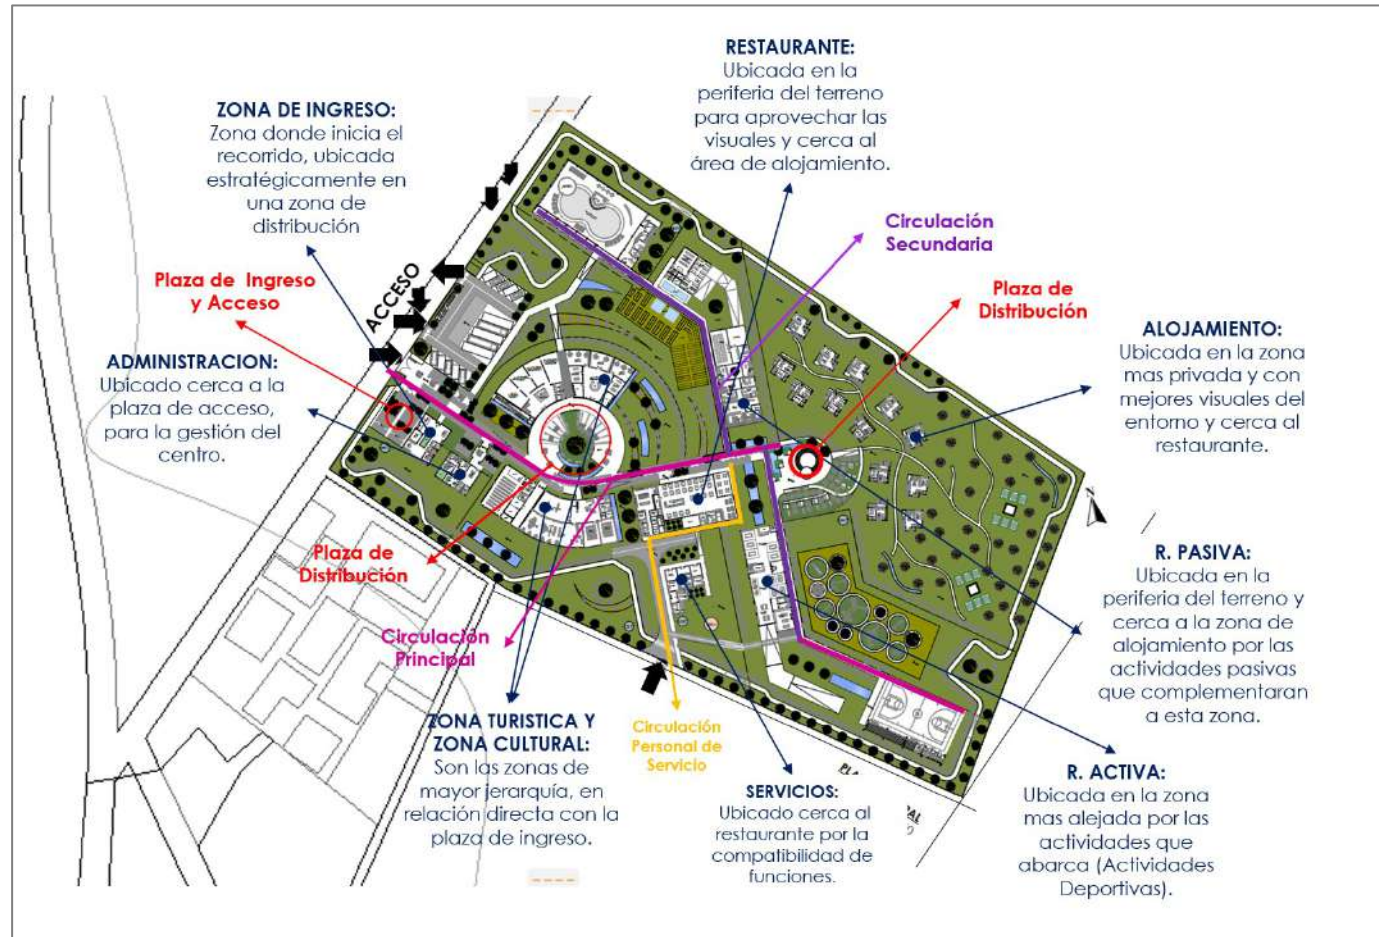 RESTAURANTE:
Ubicada en la
periferia del terreno
para aprovechar las
visuales y cerca al
área de alojamiento.
ZONA DE INGRESO:
Zona donde inicia el
recorrido, ubicada
estratégicamente en
una zona de
distribución
Circulación
Secundaria
Plaza de Ingreso
y Acceso
ACCESO
Plaza de
Distribución
ADMINISTRACION:
Ubicado cerca a la
plaza de acceso,
para la gestión del
centro.
ALOJAMIENTO:
Ubicada en la zona
mas privada y con
mejores visuales del
entorno y cerca al
restaurante.
Plaza de
Distribución
R. PASIVA:
Ubicada en la
periferia del terreno y
cerca a la zona de
alojamiento por las
actividades pasivas
que complementaran
a esta zona.
Circulación
Principal
ZONA TURISTICA Y
ZONA CULTURAL:
Son las zonas de
mayor jerarquía, en
relación directa con la
plaza de ingreso.
Circulación
Personal de
Servicio
SERVICIOS:
Ubicado cerca al
restaurante por la
compatibilidad de
funciones.
R. ACTIVA:
Ubicada en la zona
mas alejada por las
actividades que
abarca (Actividades
Deportivas).